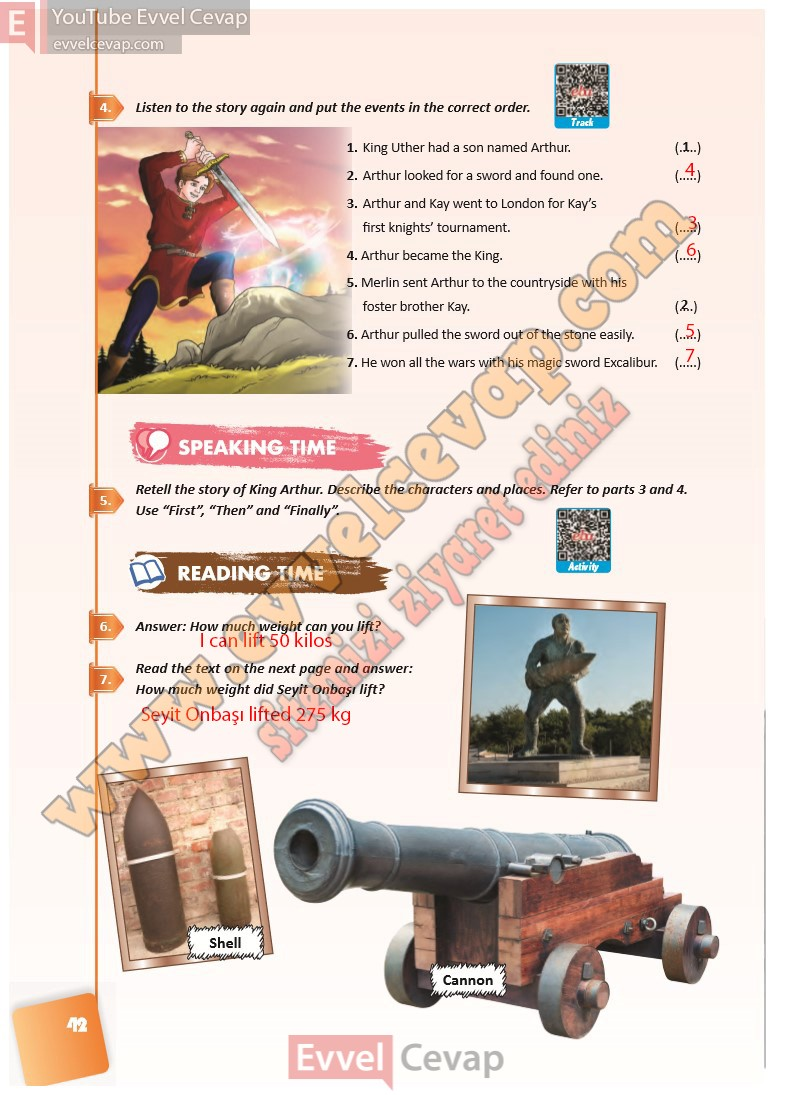 E YouTube Evvel Cevap
evvelcevap.com
4. Listen to the story again and put the events in the correct order.
Track
1. King Uther had a son named Arthur. (.1..)
2. Arthur looked for a sword and found one. (..4..)
3. Arthur and Kay went to London for Kay's
first knights' tournament. (..3..)
4. Arthur became the King. (..6..)
5. Merlin sent Arthur to the countryside with his
foster brother Kay. (.2..)
6. Arthur pulled the sword out of the stone easily. (..5..)
7. He won all the wars with his magic sword Excalibur. (..7..)
SPEAKING TIME
5. Retell the story of King Arthur. Describe the characters and places. Refer to parts 3 and 4.
Use "First", "Then" and "Finally".
Activity
READING TIME
6. Answer: How much weight can you lift?
I can lift 50 kilos
7. Read the text on the next page and answer:
How much weight did Seyit Onbaşı lift?
Seyit Onbaşı lifted 275 kg
www.evvelcevap.com
sitemizi ziyaret ediniz
Shell
Cannon
42
Evvel Cevap